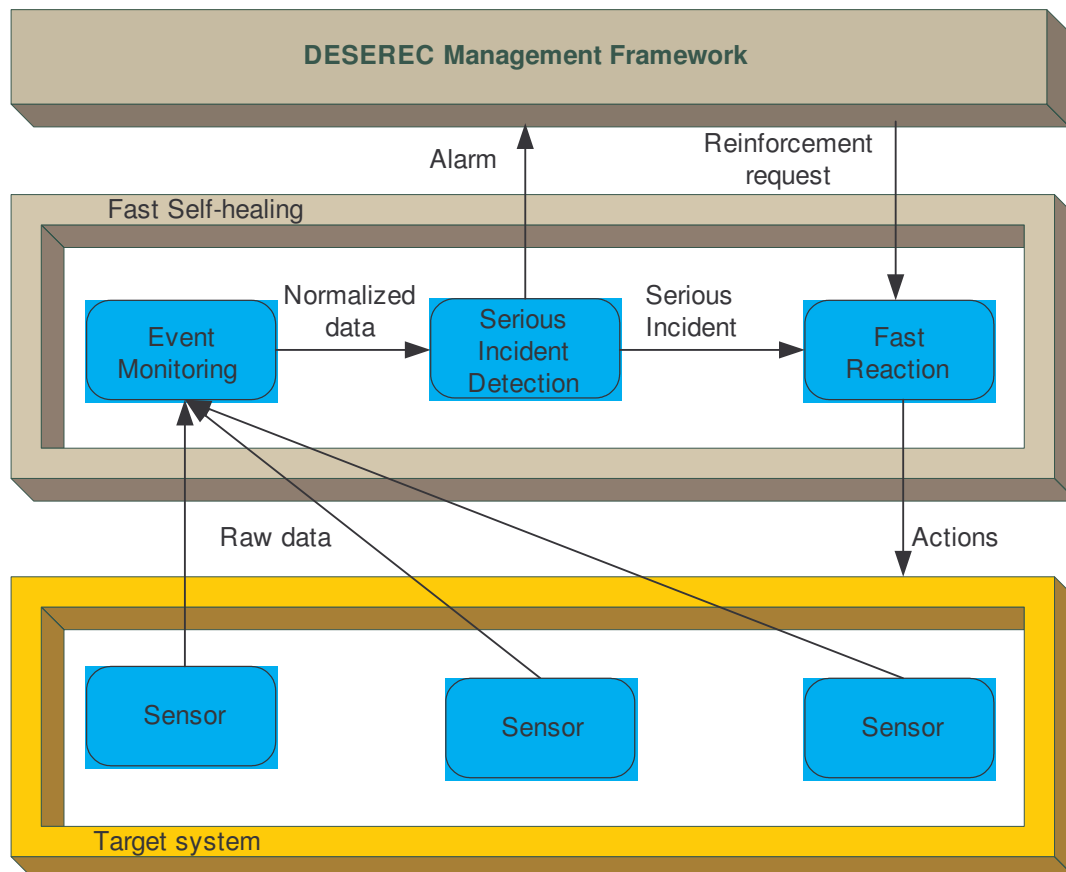 DESEREC Management Framework
Alarm
Reinforcement
request
Fast Self-healing
Normalized
data
Serious
Incident
Event
Monitoring
Serious
Incident
Detection
Fast
Reaction
Raw data
Actions
Sensor
Sensor
Sensor
Target system